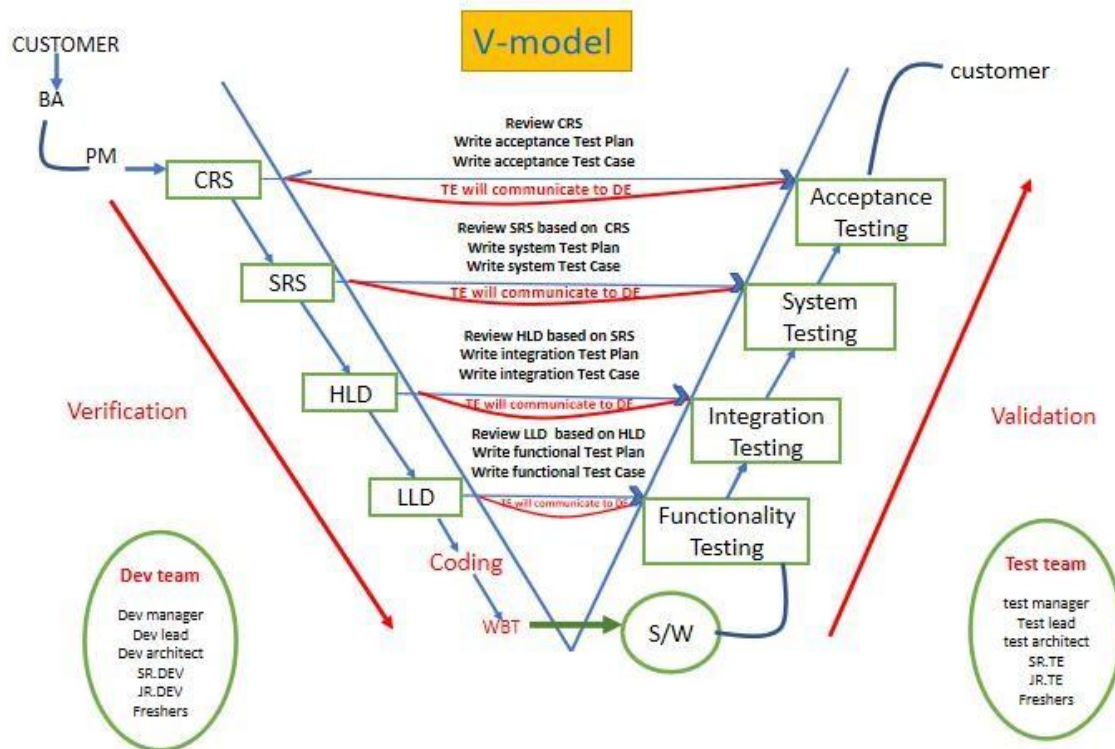 V-model
CUSTOMER
BA
PM
customer
CRS
Review CRS
Write acceptance Test Plan
Write acceptance Test Case
TE will communicate to DE
Acceptance
Testing
SRS
Review SRS based on CRS
Write system Test Plan
Write system Test Case
TE will communicate to DE
System
Testing
HLD
Review HLD based on SRS
Write integration Test Plan
Write integration Test Case
TE will communicate to DE
Integration
Testing
Verification
Validation
LLD
Review LLD based on HLD
Write functional Test Plan
Write functional Test Case
TE will communicate to DE
Functionality
Testing
Coding
WBT
S/W
Dev team
Dev manager
Dev lead
Dev architect
SR.DEV
JR.DEV
Freshers
Test team
test manager
Test lead
test architect
SR.TE
JR.TE
Freshers